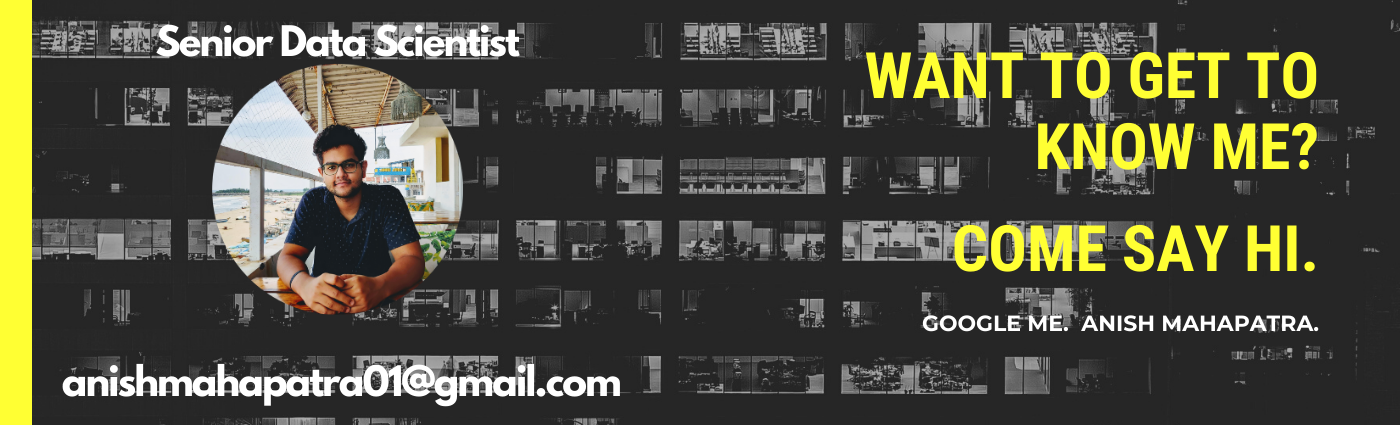 Senior Data Scientist
WANT TO GET TO
KNOW ME?
COME SAY HI.
GOOGLE ME. ANISH MAHAPATRA.
anishmahapatra01@gmail.com